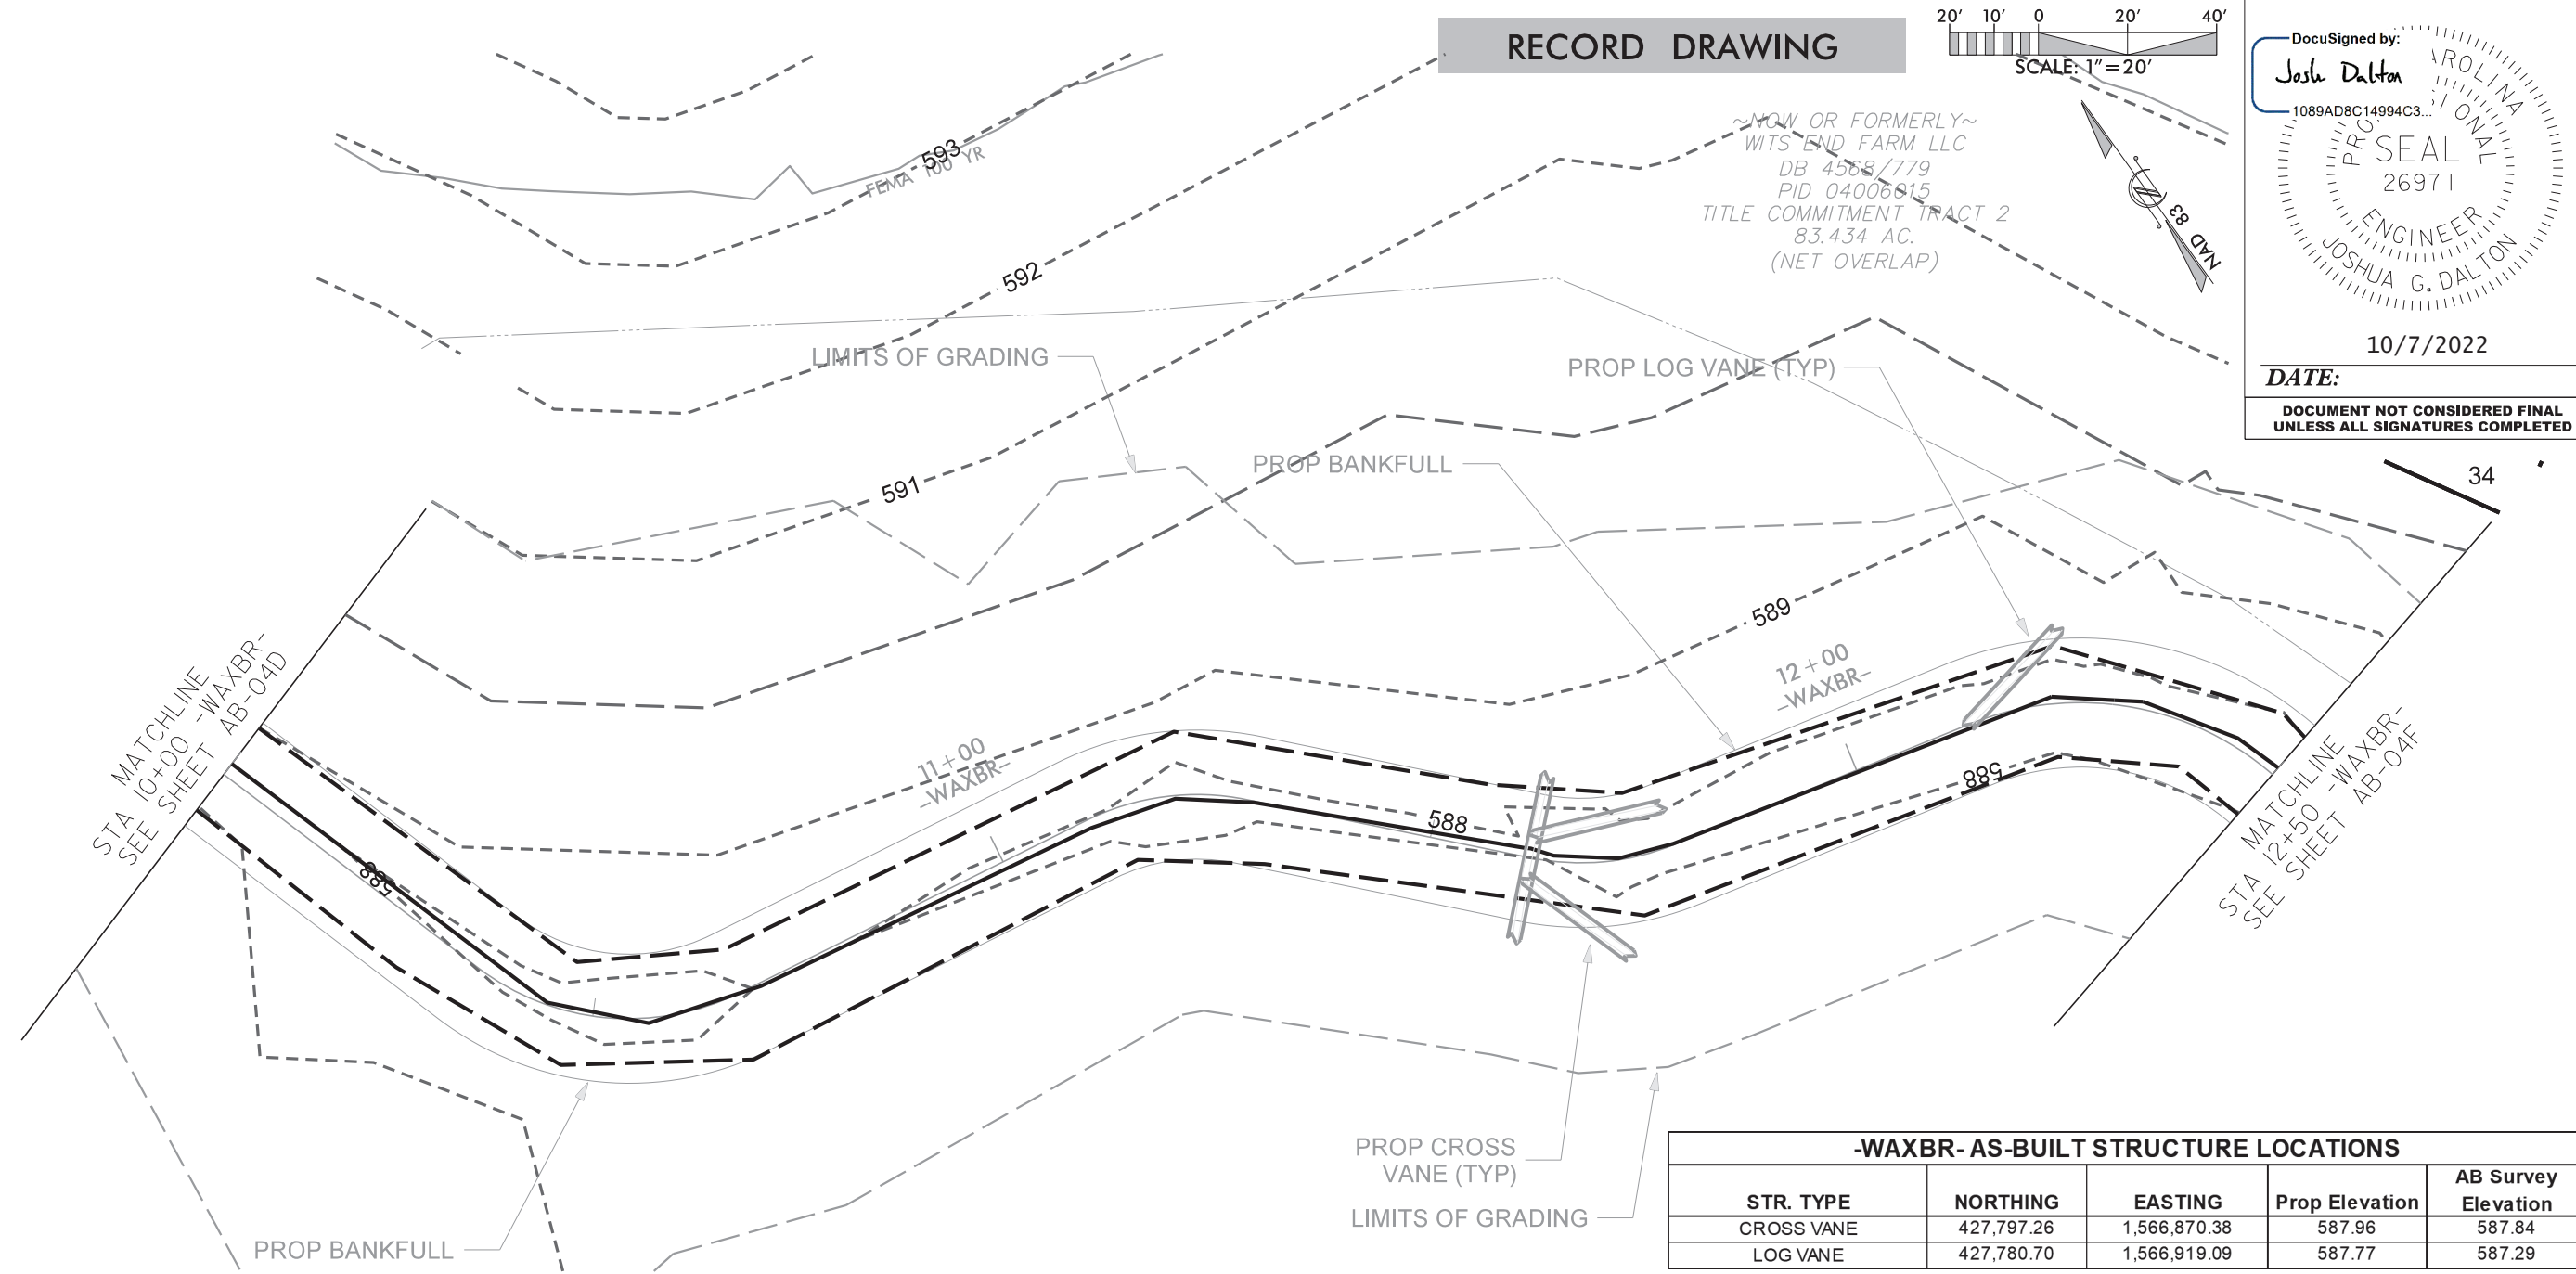 RECORD DRAWING
20' 10' 0 20' 40'
SCALE: 1"=20'
DocuSigned by:
Josh Dalton
1089AD8C14994C3...
AROLINA
SEAL
26971
ENGINEER
JOSHUA G. DALTON
10/7/2022
DATE:
DOCUMENT NOT CONSIDERED FINAL
UNLESS ALL SIGNATURES COMPLETED
NAD 83
~NOW OR FORMERLY~
WITS END FARM LLC
DB 4568/779
PID 04006015
TITLE COMMITMENT TRACT 2
83.434 AC.
(NET OVERLAP)
593
FEMA 100 YR
592
LIMITS OF GRADING
PROP LOG VANE (TYP)
PROP BANKFULL
591
34
589
12+00
-WAXBR-
11+00
-WAXBR-
MATCHLINE
STA 10+00 -WAXBR-
SEE SHEET AB-04D
588
588
588
MATCHLINE
STA 12+50 -WAXBR-
SEE SHEET AB-04F
PROP CROSS
VANE (TYP)
LIMITS OF GRADING
PROP BANKFULL
-WAXBR- AS-BUILT STRUCTURE LOCATIONS
STR. TYPE NORTHING EASTING Prop Elevation AB Survey Elevation
CROSS VANE 427,797.26 1,566,870.38 587.96 587.84
LOG VANE 427,780.70 1,566,919.09 587.77 587.29